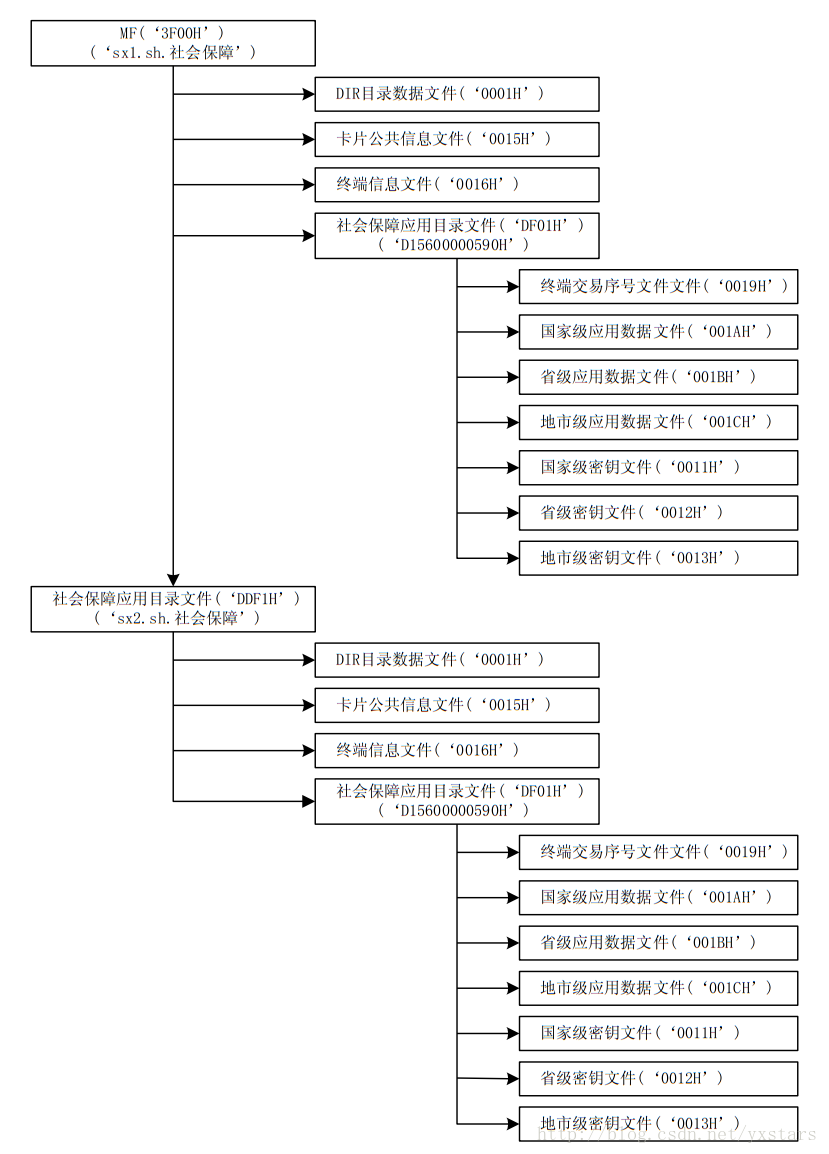 MF(‘3F00H’)
(‘sx1.sh.社会保障’)
DIR目录数据文件(‘0001H’)
卡片公共信息文件(‘0015H’)
终端信息文件(‘0016H’)
社会保障应用目录文件(‘DF01H’)
(‘D15600000590H’)
终端交易序号文件文件(‘0019H’)
国家级应用数据文件(‘001AH’)
省级应用数据文件(‘001BH’)
地市级应用数据文件(‘001CH’)
国家级密钥文件(‘0011H’)
省级密钥文件(‘0012H’)
地市级密钥文件(‘0013H’)
社会保障应用目录文件(‘DDF1H’)
(‘sx2.sh.社会保障’)
DIR目录数据文件(‘0001H’)
卡片公共信息文件(‘0015H’)
终端信息文件(‘0016H’)
社会保障应用目录文件(‘DF01H’)
(‘D15600000590H’)
终端交易序号文件文件(‘0019H’)
国家级应用数据文件(‘001AH’)
省级应用数据文件(‘001BH’)
地市级应用数据文件(‘001CH’)
国家级密钥文件(‘0011H’)
省级密钥文件(‘0012H’)
地市级密钥文件(‘0013H’)
http://blog.csdn.net/yxstars